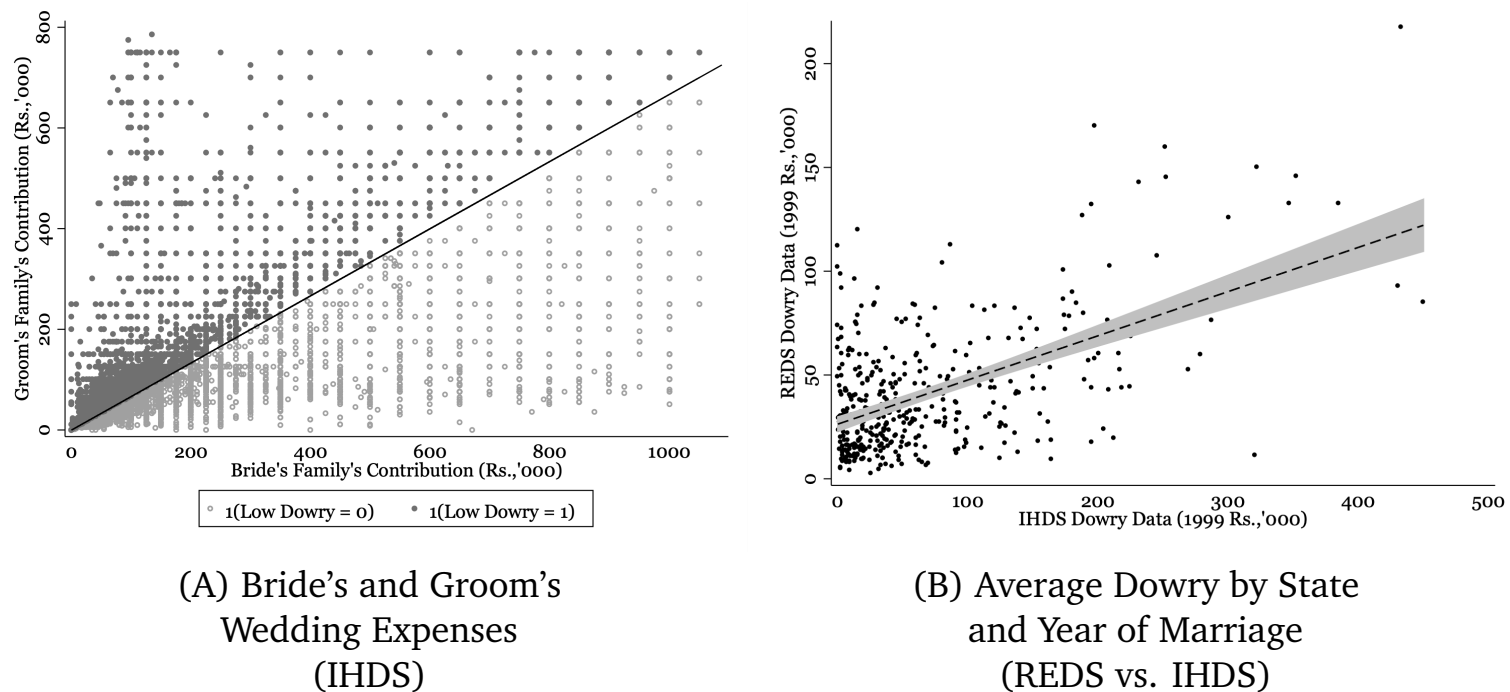 800
600
400
200
0
Groom's Family's Contribution (Rs.,'000)
0 200 400 600 800 1000
Bride's Family's Contribution (Rs.,'000)
1(Low Dowry = 0) 1(Low Dowry = 1)
(A) Bride's and Groom's
Wedding Expenses
(IHDS)
200
150
100
50
0
REDS Dowry Data (1999 Rs.,'000)
0 100 200 300 400 500
IHDS Dowry Data (1999 Rs.,'000)
(B) Average Dowry by State
and Year of Marriage
(REDS vs. IHDS)